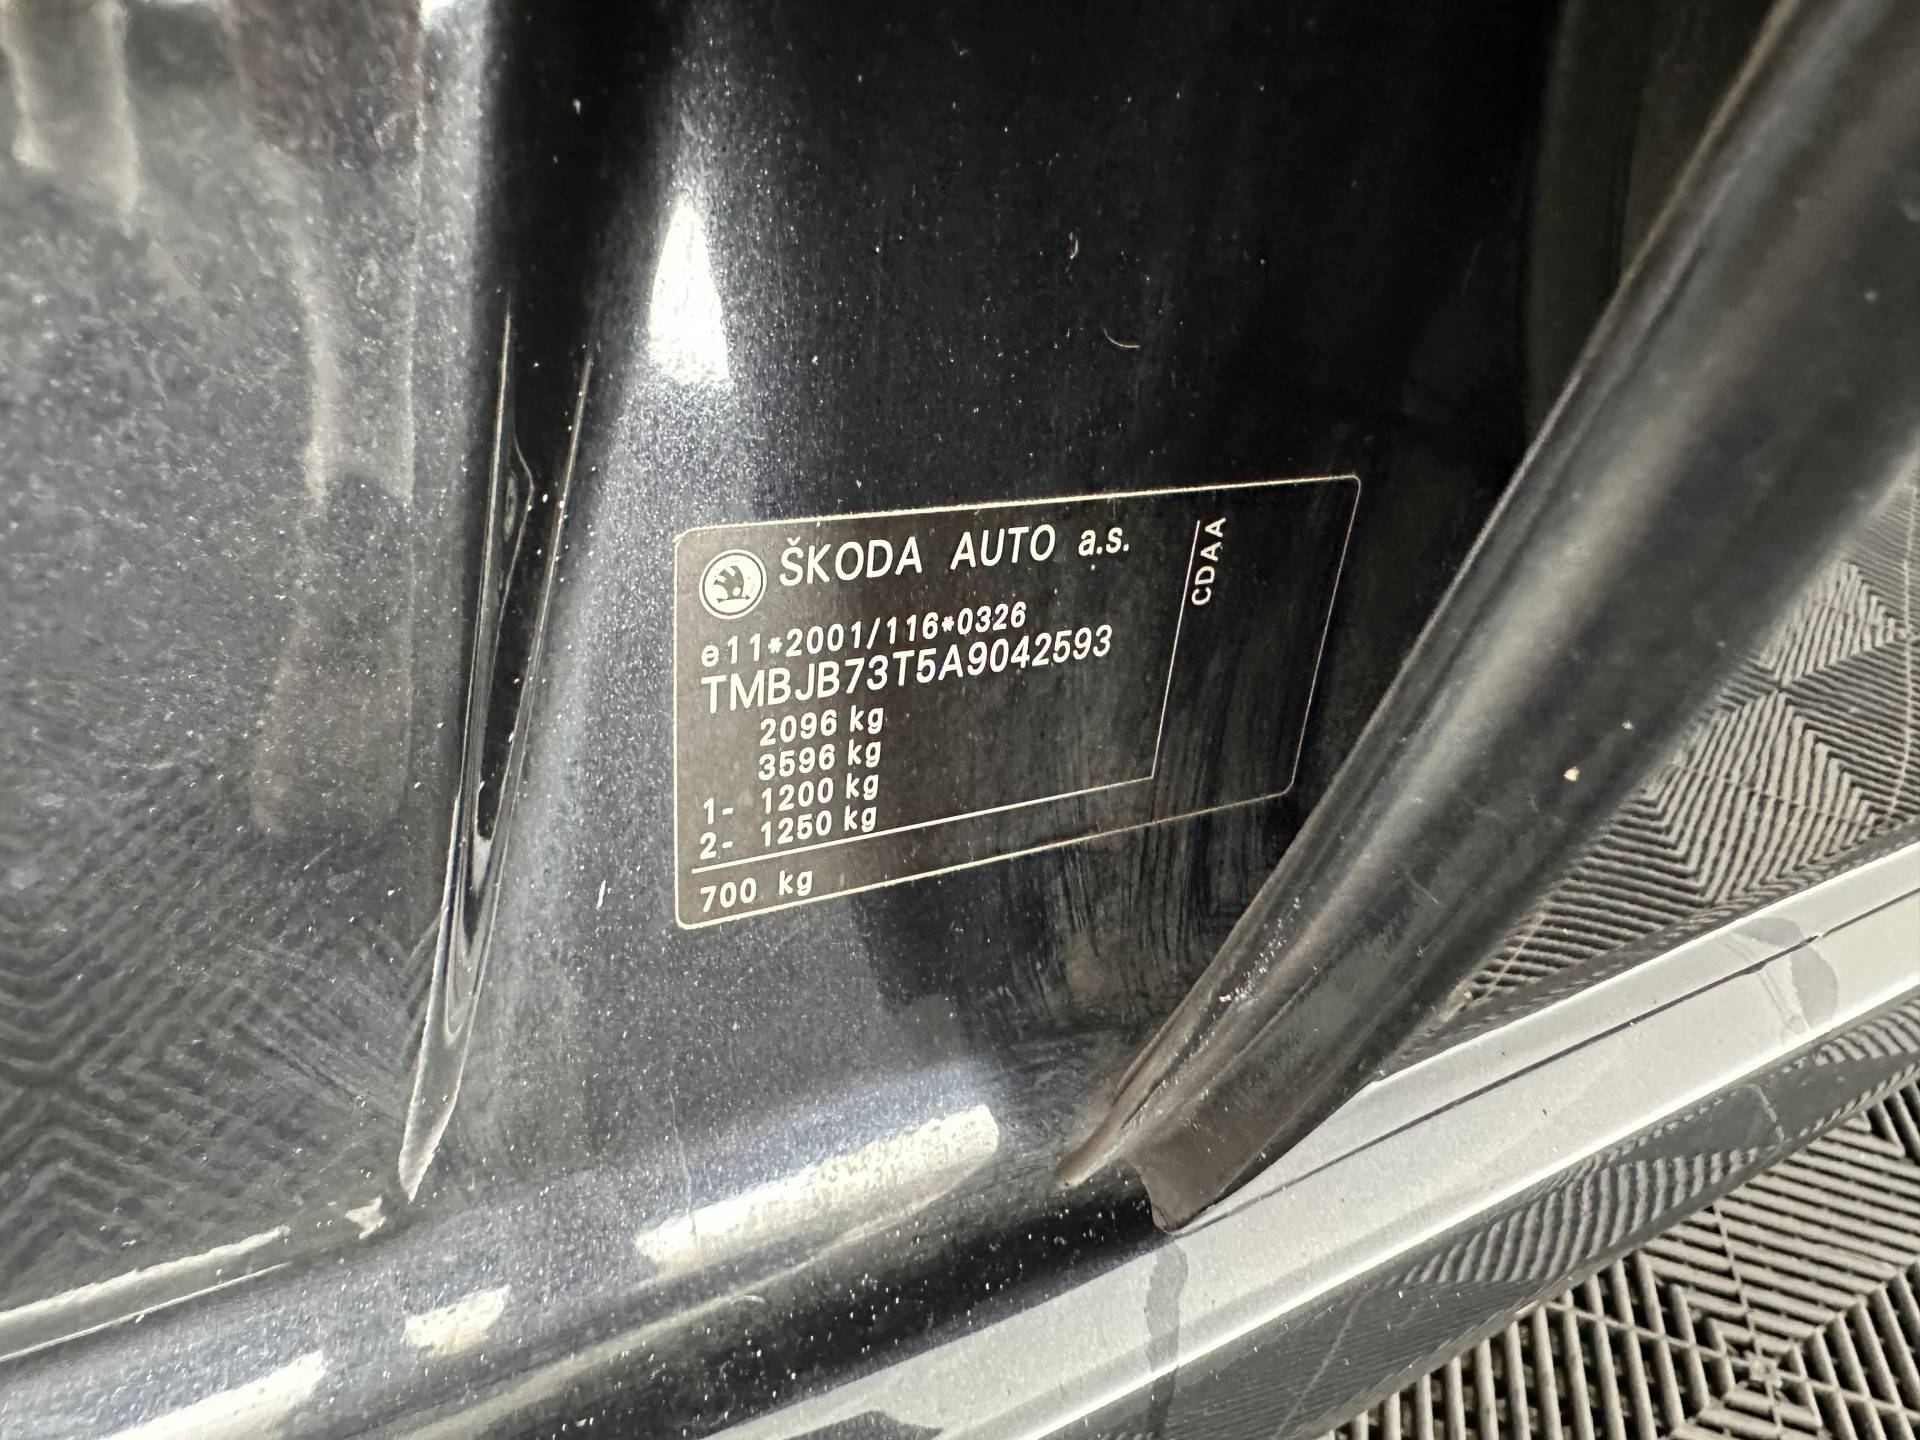 ŠKODA AUTO a.s.
e11*2001/116*0326
TMBJB73T5A9042593
2096 kg
3596 kg
1- 1200 kg
2- 1250 kg
700 kg
CDAA